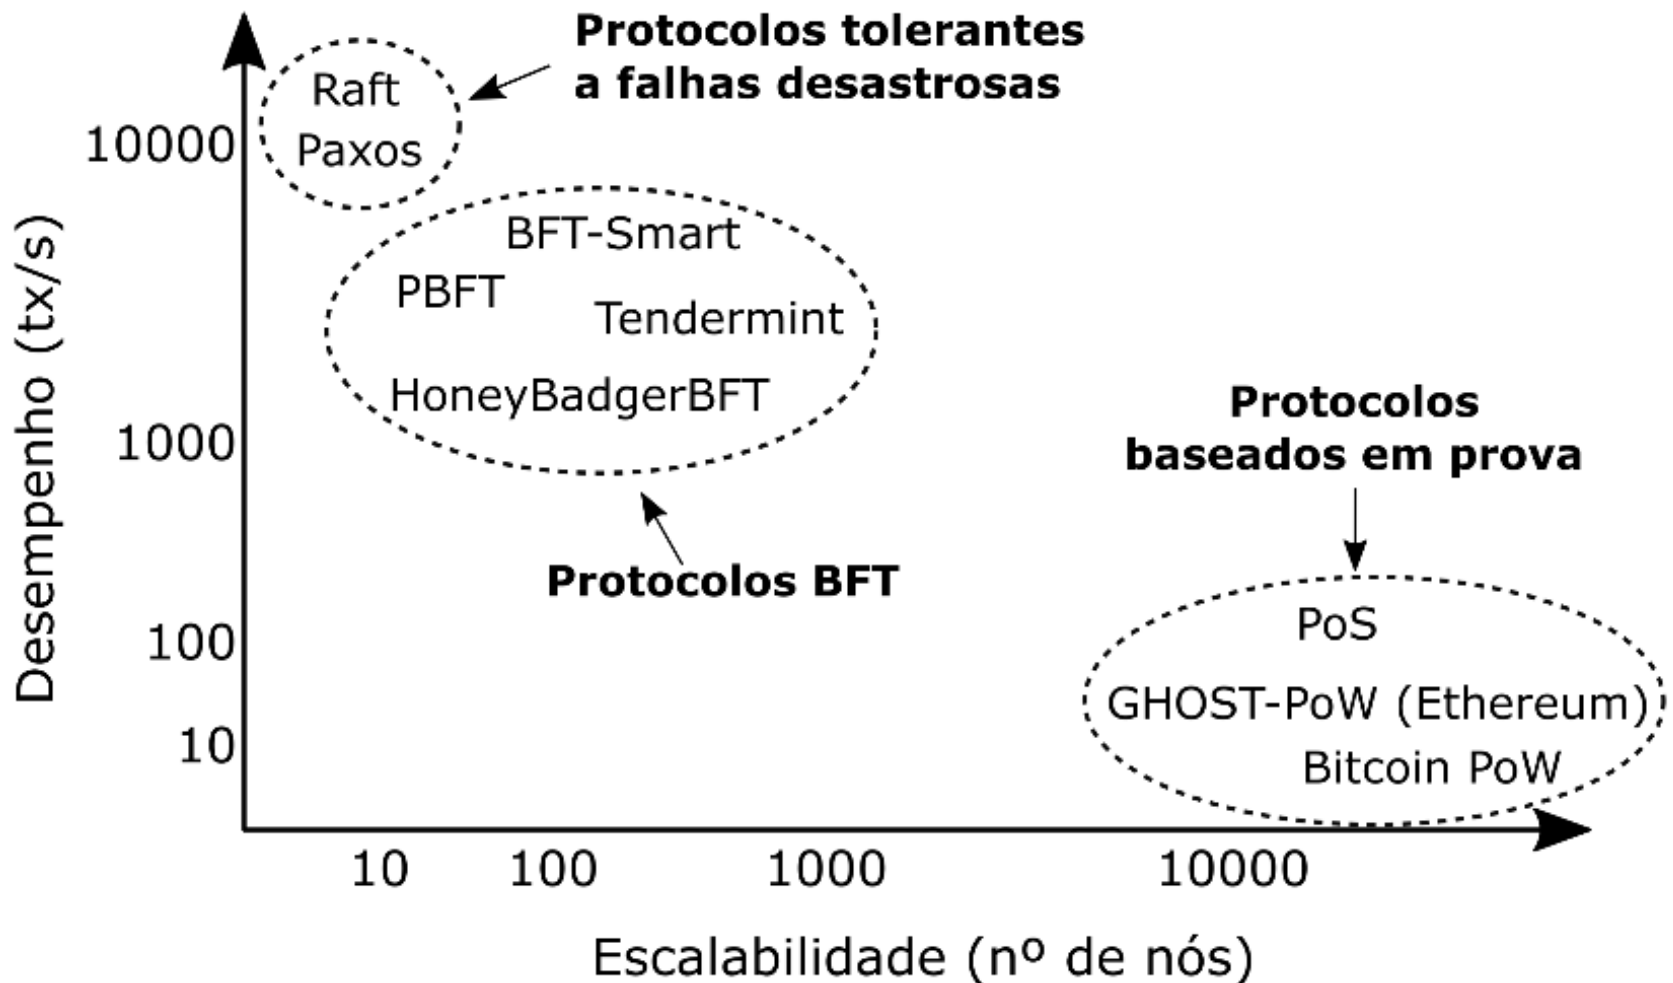 Protocolos tolerantes
a falhas desastrosas
Raft
Paxos
10000
BFT-Smart
PBFT
Tendermint
HoneyBadgerBFT
1000
Protocolos
baseados em prova
Protocolos BFT
100
PoS
GHOST-PoW (Ethereum)
10
Bitcoin PoW
Desempenho (tx/s)
10 100 1000 10000
Escalabilidade (nº de nós)